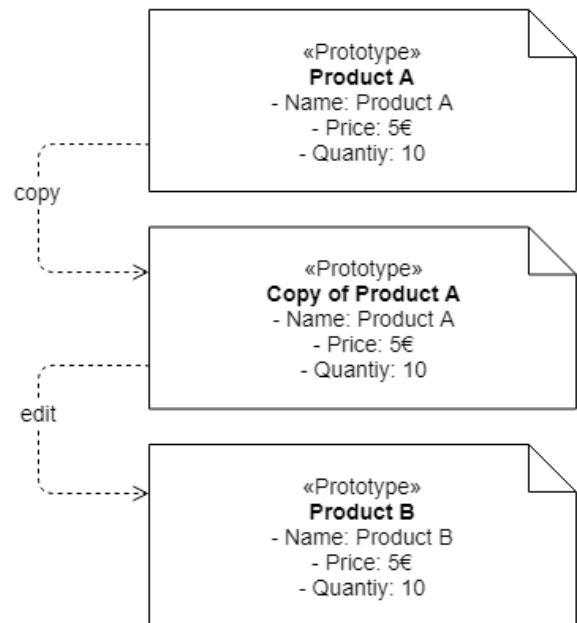 «Prototype»
Product A
- Name: Product A
- Price: 5€
- Quantiy: 10
copy
«Prototype»
Copy of Product A
- Name: Product A
- Price: 5€
- Quantiy: 10
edit
«Prototype»
Product B
- Name: Product B
- Price: 5€
- Quantiy: 10